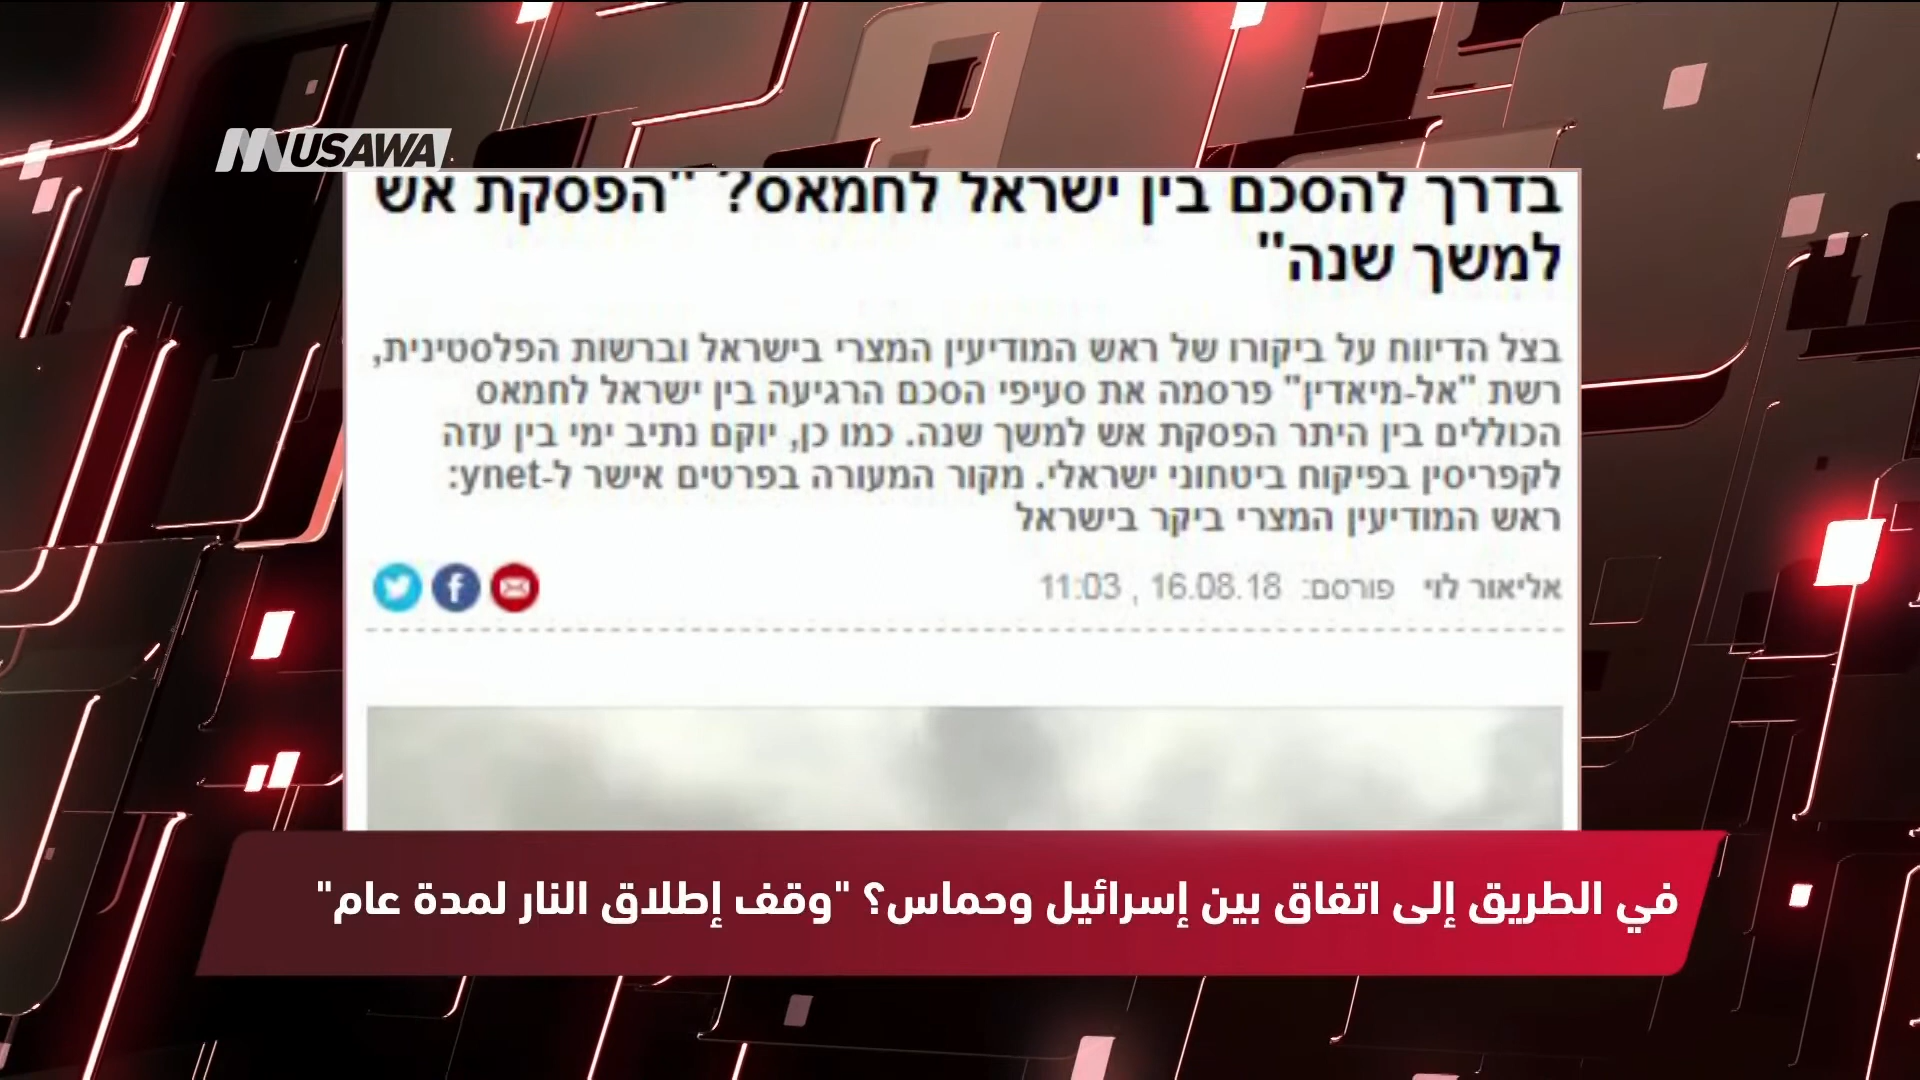 MUSAWA
בדרך להסכם בין ישראל לחמאס? "הפסקת אש
למשך שנה"
בצל הדיווח על ביקורו של ראש המודיעין המצרי בישראל וברשות הפלסטינית,
רשת "אל-מיאדין" פרסמה את סעיפי הסכם הרגיעה בין ישראל לחמאס
הכוללים בין היתר הפסקת אש למשך שנה. כמו כן, יוקם נתיב ימי בין עזה
לקפריסין בפיקוח ביטחוני ישראלי. מקור המעורה בפרטים אישר ל-ynet:
ראש המודיעין המצרי ביקר בישראל
אליאור לוי פורסם: 16.08.18 , 11:03
في الطريق إلى اتفاق بين إسرائيل وحماس؟ "وقف إطلاق النار لمدة عام"